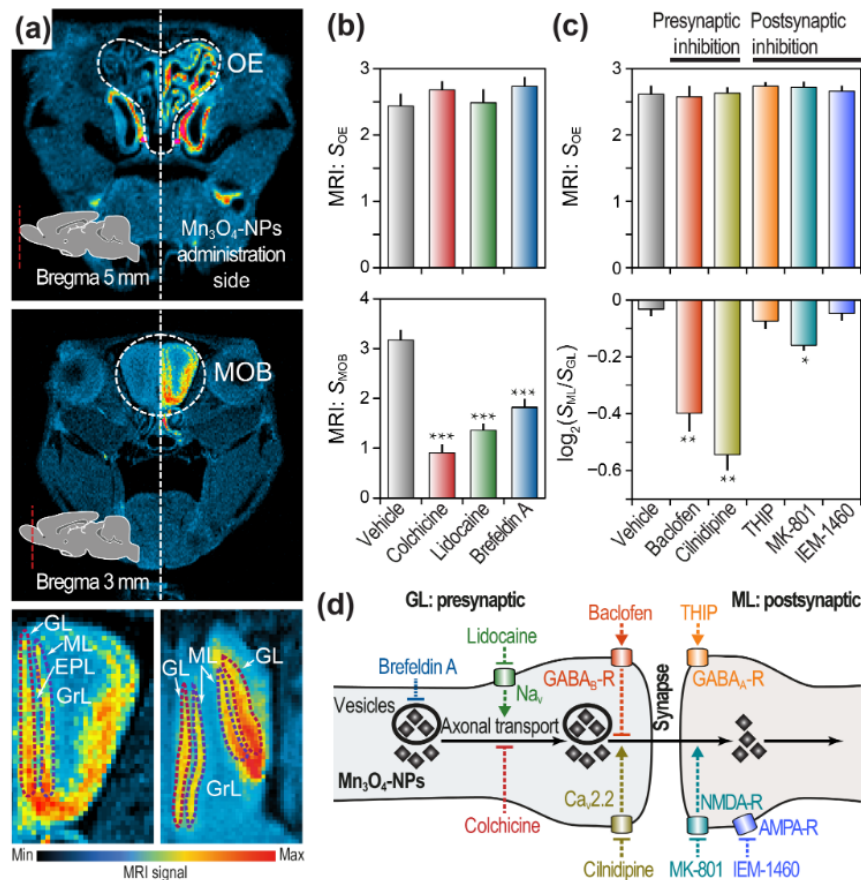 (a)
OE
Mn3O4-NPs
administration
side
Bregma 5 mm
MOB
Bregma 3 mm
GL
ML
EPL
GrL
GL
ML
GL
GrL
Min
Max
MRI signal
(b)
MRI: SOE
3
2
1
0
MRI: SMOB
4
3
2
1
0
***
***
***
Vehicle
Colchicine
Lidocaine
Brefeldin A
(c)
Presynaptic
inhibition
Postsynaptic
inhibition
MRI: SOE
3
2
1
0
log2(SML/SGL)
0
−0.2
−0.4
−0.6
**
**
*
Vehicle
Baclofen
Cilnidipine
THIP
MK-801
IEM-1460
(d)
GL: presynaptic
ML: postsynaptic
Lidocaine
Baclofen
THIP
Brefeldin A
Nav
GABAB-R
GABAA-R
Vesicles
Axonal transport
Synapse
Mn3O4-NPs
Cav2.2
NMDA-R
AMPA-R
Colchicine
Cilnidipine
MK-801
IEM-1460